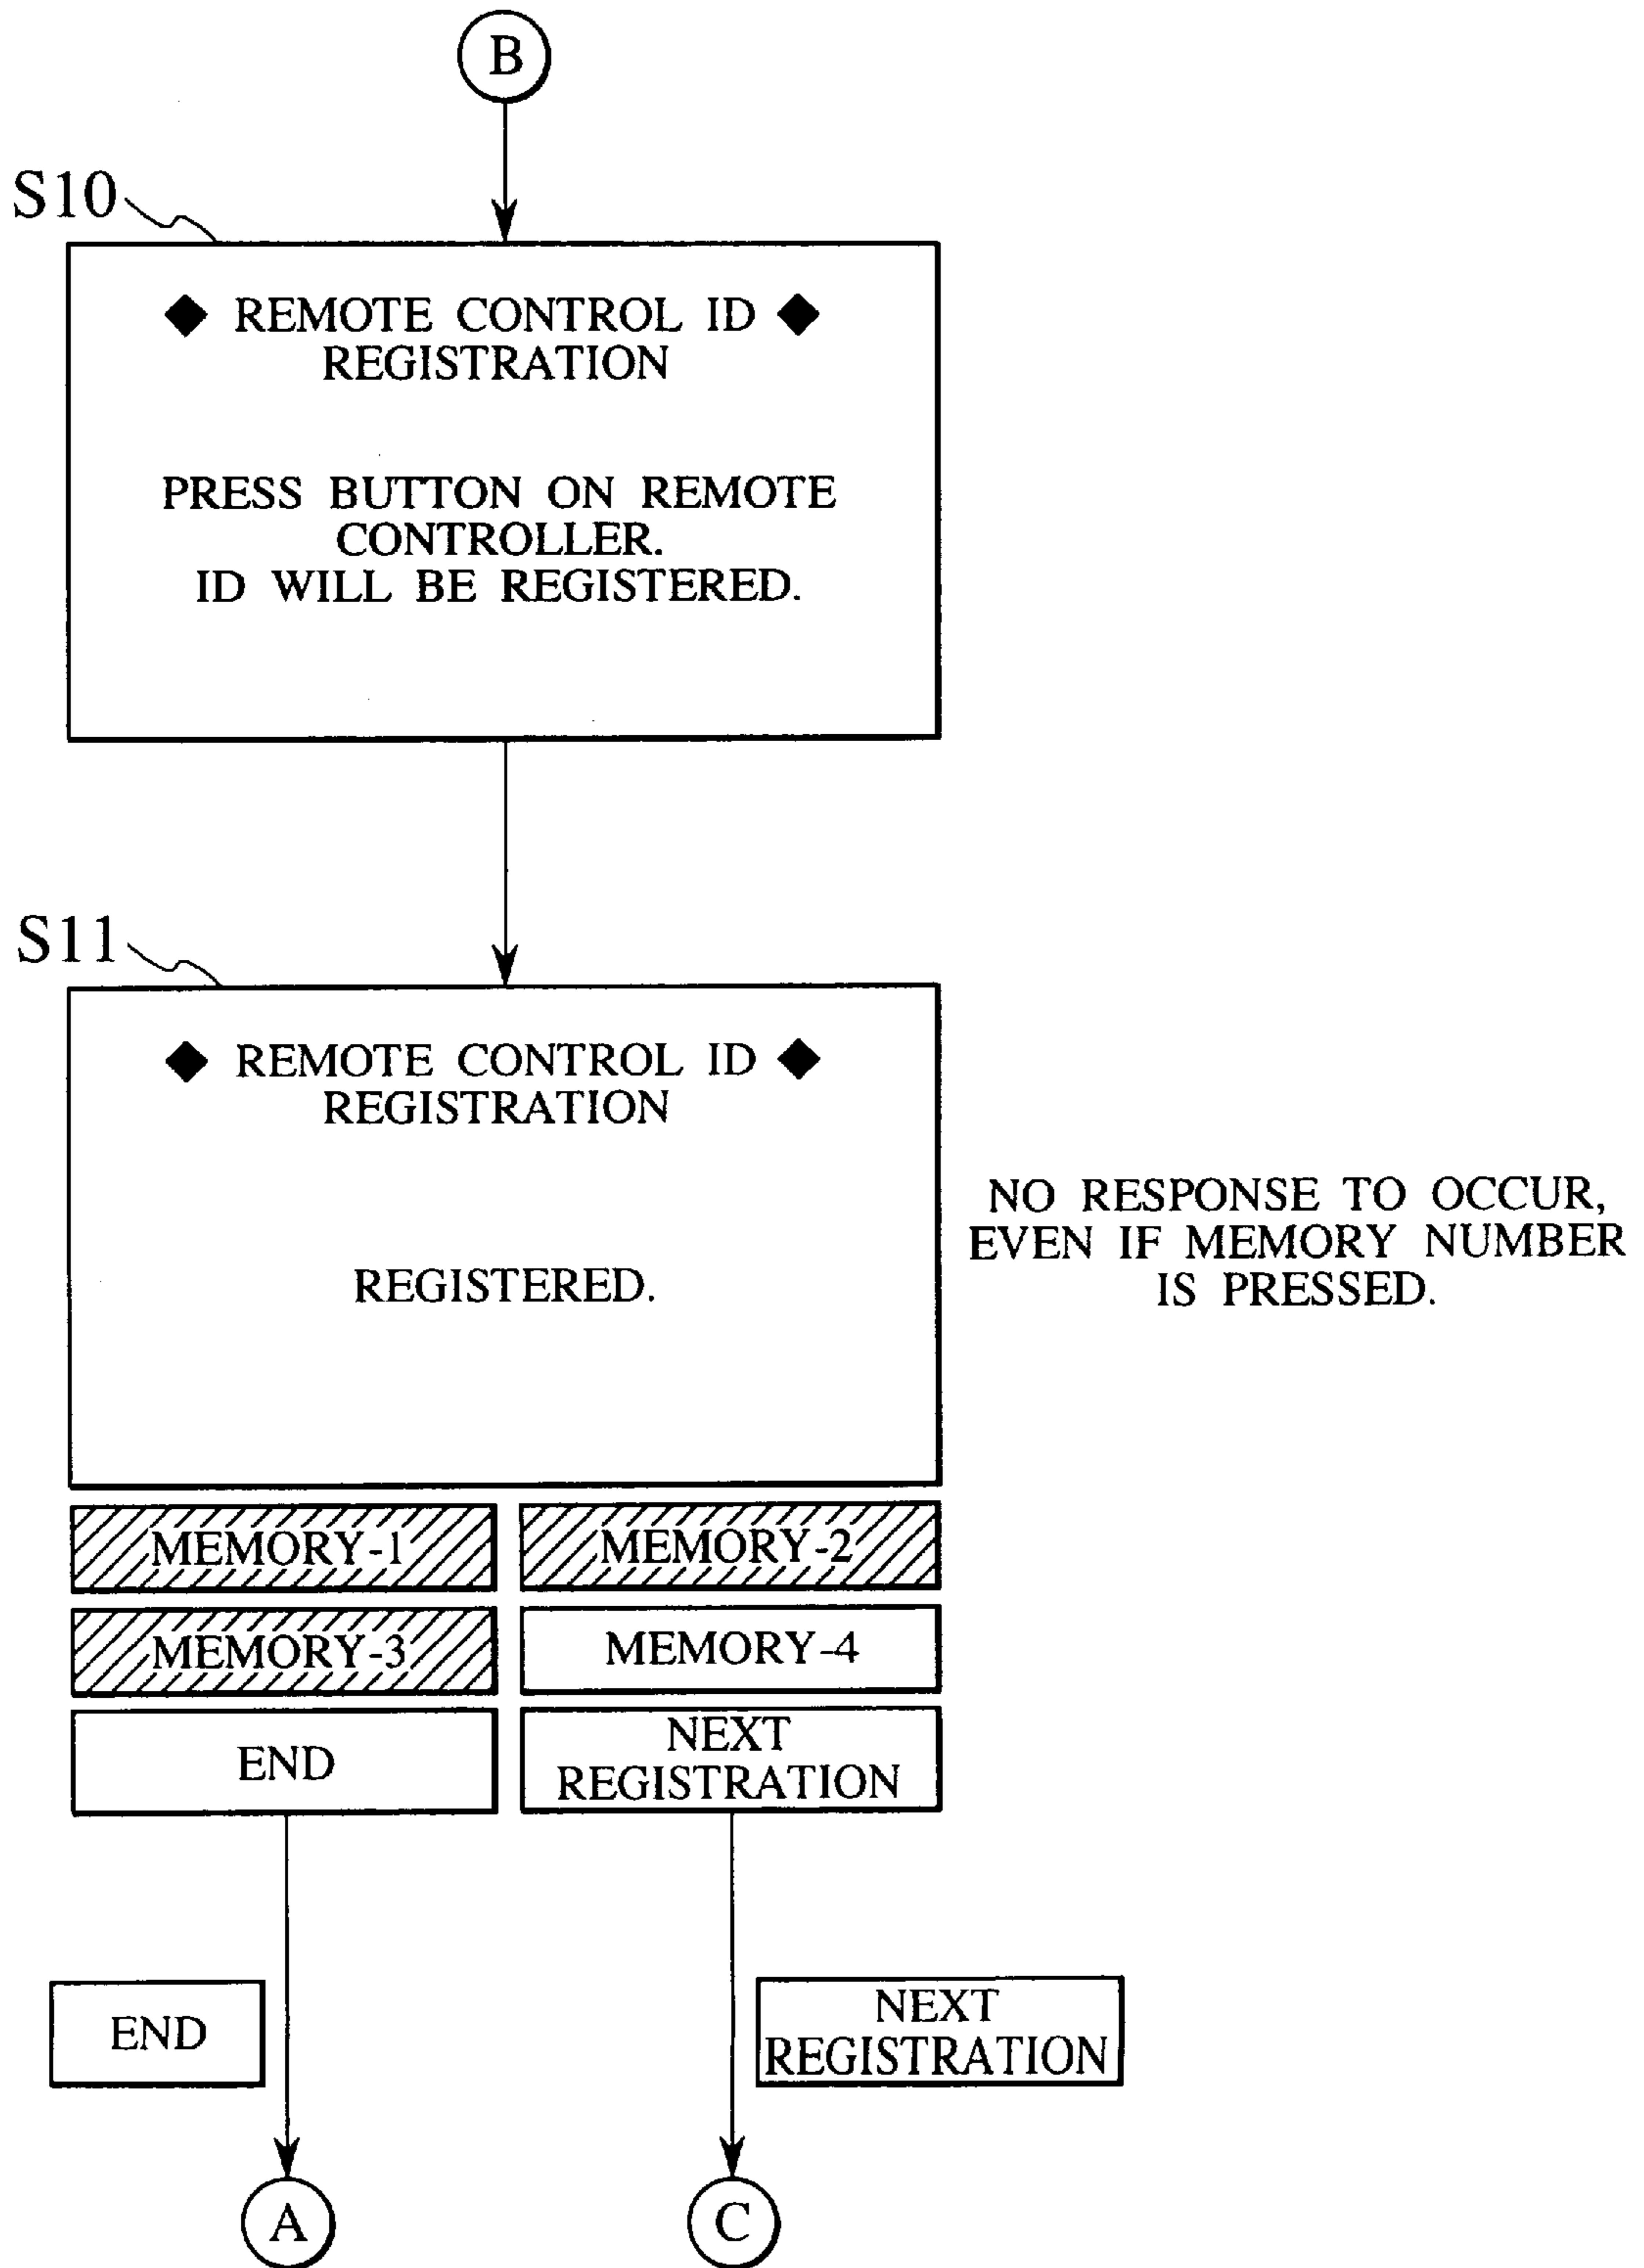 B
S10
◆ REMOTE CONTROL ID ◆
REGISTRATION
PRESS BUTTON ON REMOTE
CONTROLLER.
ID WILL BE REGISTERED.
S11
◆ REMOTE CONTROL ID ◆
REGISTRATION
REGISTERED.
NO RESPONSE TO OCCUR,
EVEN IF MEMORY NUMBER
IS PRESSED.
MEMORY-1
MEMORY-2
MEMORY-3
MEMORY-4
END
NEXT
REGISTRATION
END
NEXT
REGISTRATION
A
C